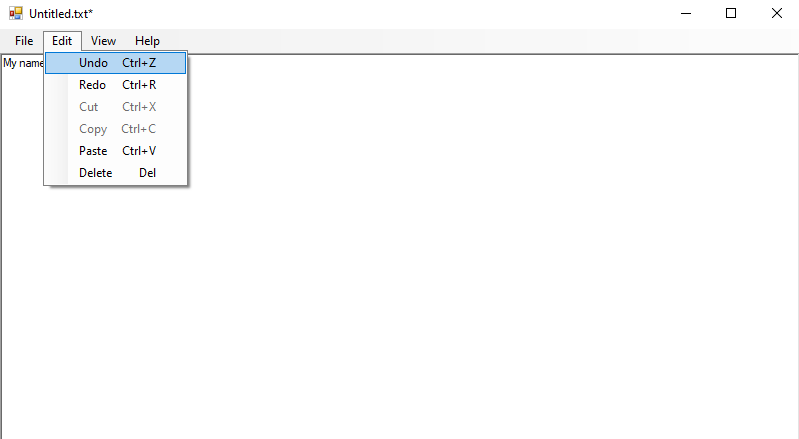 Untitled.txt*
File Edit View Help
My name
Undo Ctrl+Z
Redo Ctrl+R
Cut Ctrl+X
Copy Ctrl+C
Paste Ctrl+V
Delete Del